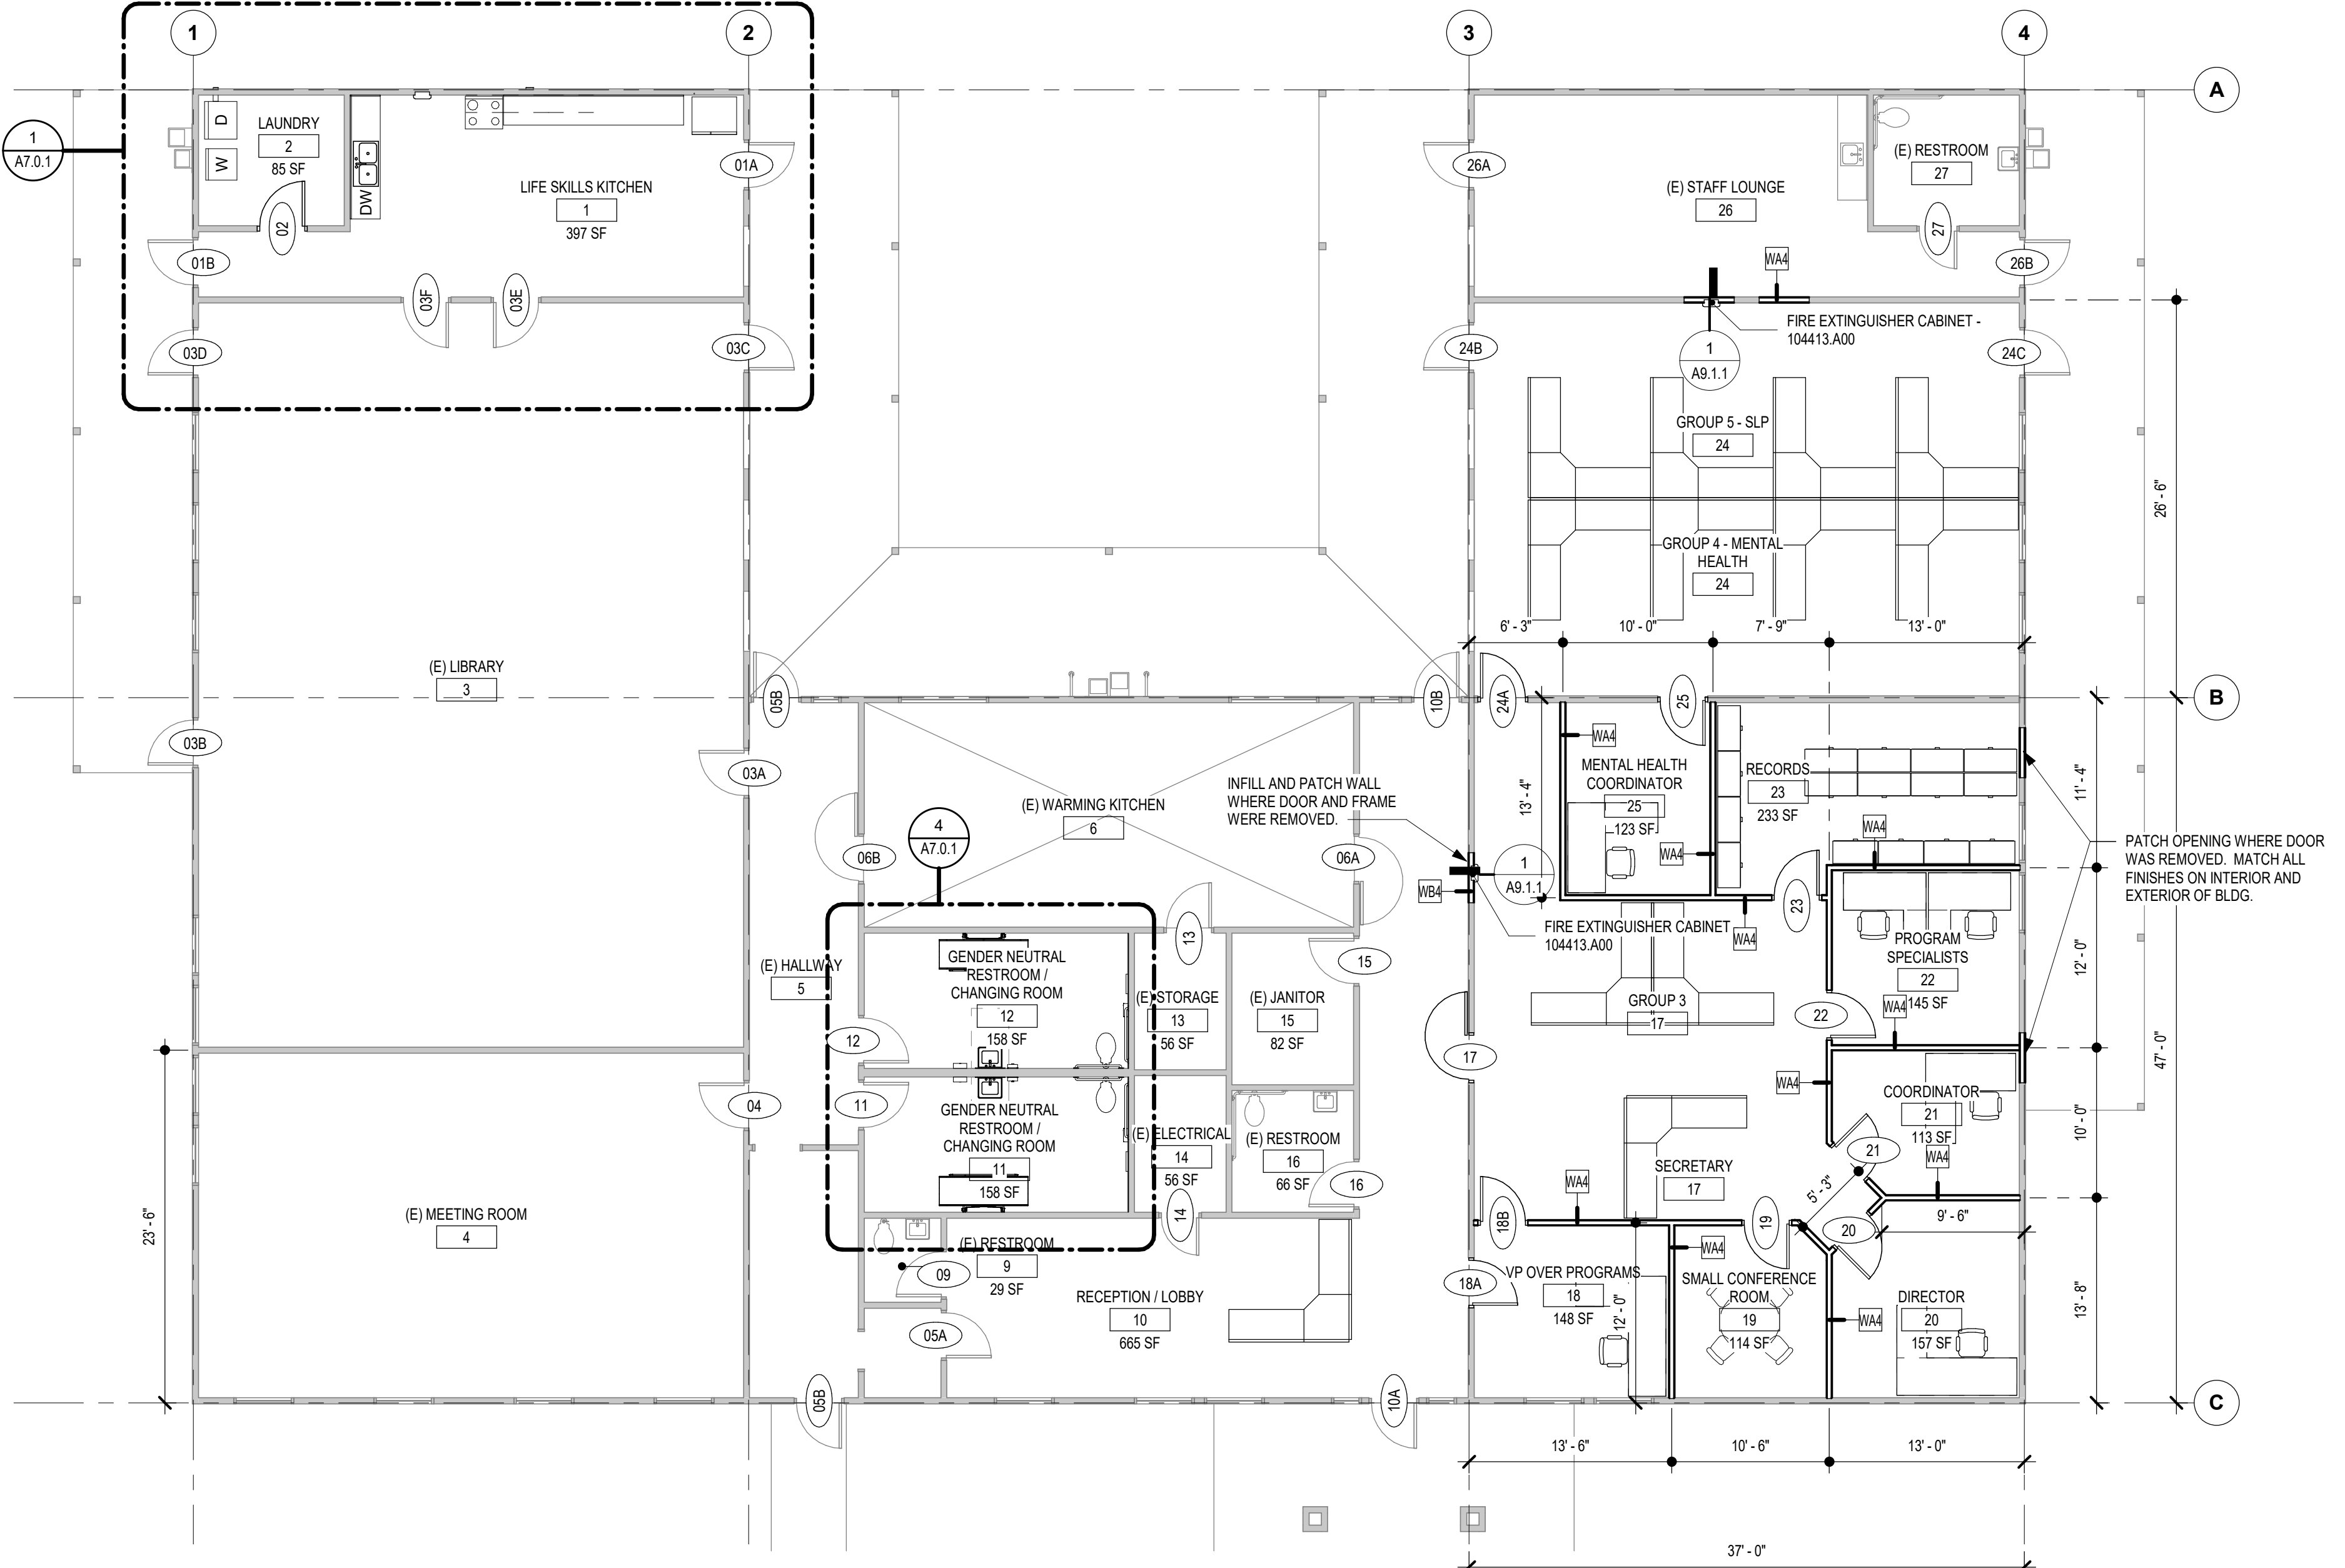 1
2
3
4
A
1
A7.0.1
D
LAUNDRY
2
85 SF
W
DW
02
01A
LIFE SKILLS KITCHEN
1
397 SF
01B
03F
03E
03D
03C
26A
(E) STAFF LOUNGE
26
(E) RESTROOM
27
27
WA4
26B
FIRE EXTINGUISHER CABINET -
104413.A00
1
A9.1.1
24B
24C
GROUP 5 - SLP
24
GROUP 4 - MENTAL
HEALTH
24
26' - 6"
6' - 3"
10' - 0"
7' - 9"
13' - 0"
(E) LIBRARY
3
05B
10B
24A
25
B
03B
03A
WA4
MENTAL HEALTH
COORDINATOR
25
123 SF
RECORDS
23
233 SF
WA4
WA4
13' - 4"
11' - 4"
INFILL AND PATCH WALL
WHERE DOOR AND FRAME
WERE REMOVED.
(E) WARMING KITCHEN
6
4
A7.0.1
06B
06A
1
A9.1.1
WB4
PATCH OPENING WHERE DOOR
WAS REMOVED. MATCH ALL
FINISHES ON INTERIOR AND
EXTERIOR OF BLDG.
FIRE EXTINGUISHER CABINET
104413.A00
WA4
23
13
15
(E) HALLWAY
5
GENDER NEUTRAL
RESTROOM /
CHANGING ROOM
12
158 SF
12
(E) STORAGE
13
56 SF
(E) JANITOR
15
82 SF
GROUP 3
17
17
PROGRAM
SPECIALISTS
22
145 SF
WA4
22
12' - 0"
47' - 0"
04
11
GENDER NEUTRAL
RESTROOM /
CHANGING ROOM
11
158 SF
(E) ELECTRICAL
14
56 SF
14
(E) RESTROOM
16
66 SF
16
WA4
COORDINATOR
21
113 SF
WA4
21
10' - 0"
5' - 3"
9' - 6"
SECRETARY
17
WA4
18B
19
20
23' - 6"
(E) MEETING ROOM
4
(E) RESTROOM
9
29 SF
09
05A
RECEPTION / LOBBY
10
665 SF
18A
VP OVER PROGRAMS
18
148 SF
12' - 0"
WA4
SMALL CONFERENCE
ROOM
19
114 SF
WA4
DIRECTOR
20
157 SF
13' - 8"
05B
10A
C
13' - 6"
10' - 6"
13' - 0"
37' - 0"